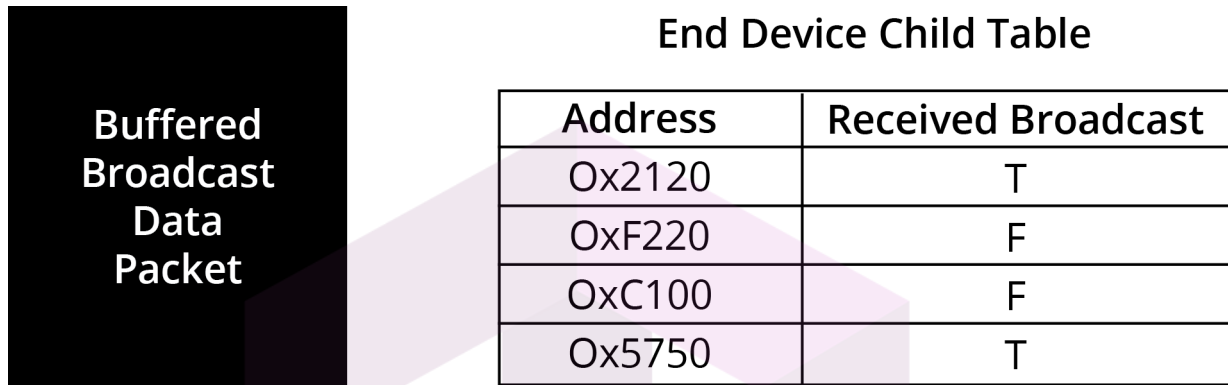 Buffered
Broadcast
Data
Packet
End Device Child Table
Address Received Broadcast
Ox2120 T
OxF220 F
OxC100 F
Ox5750 T